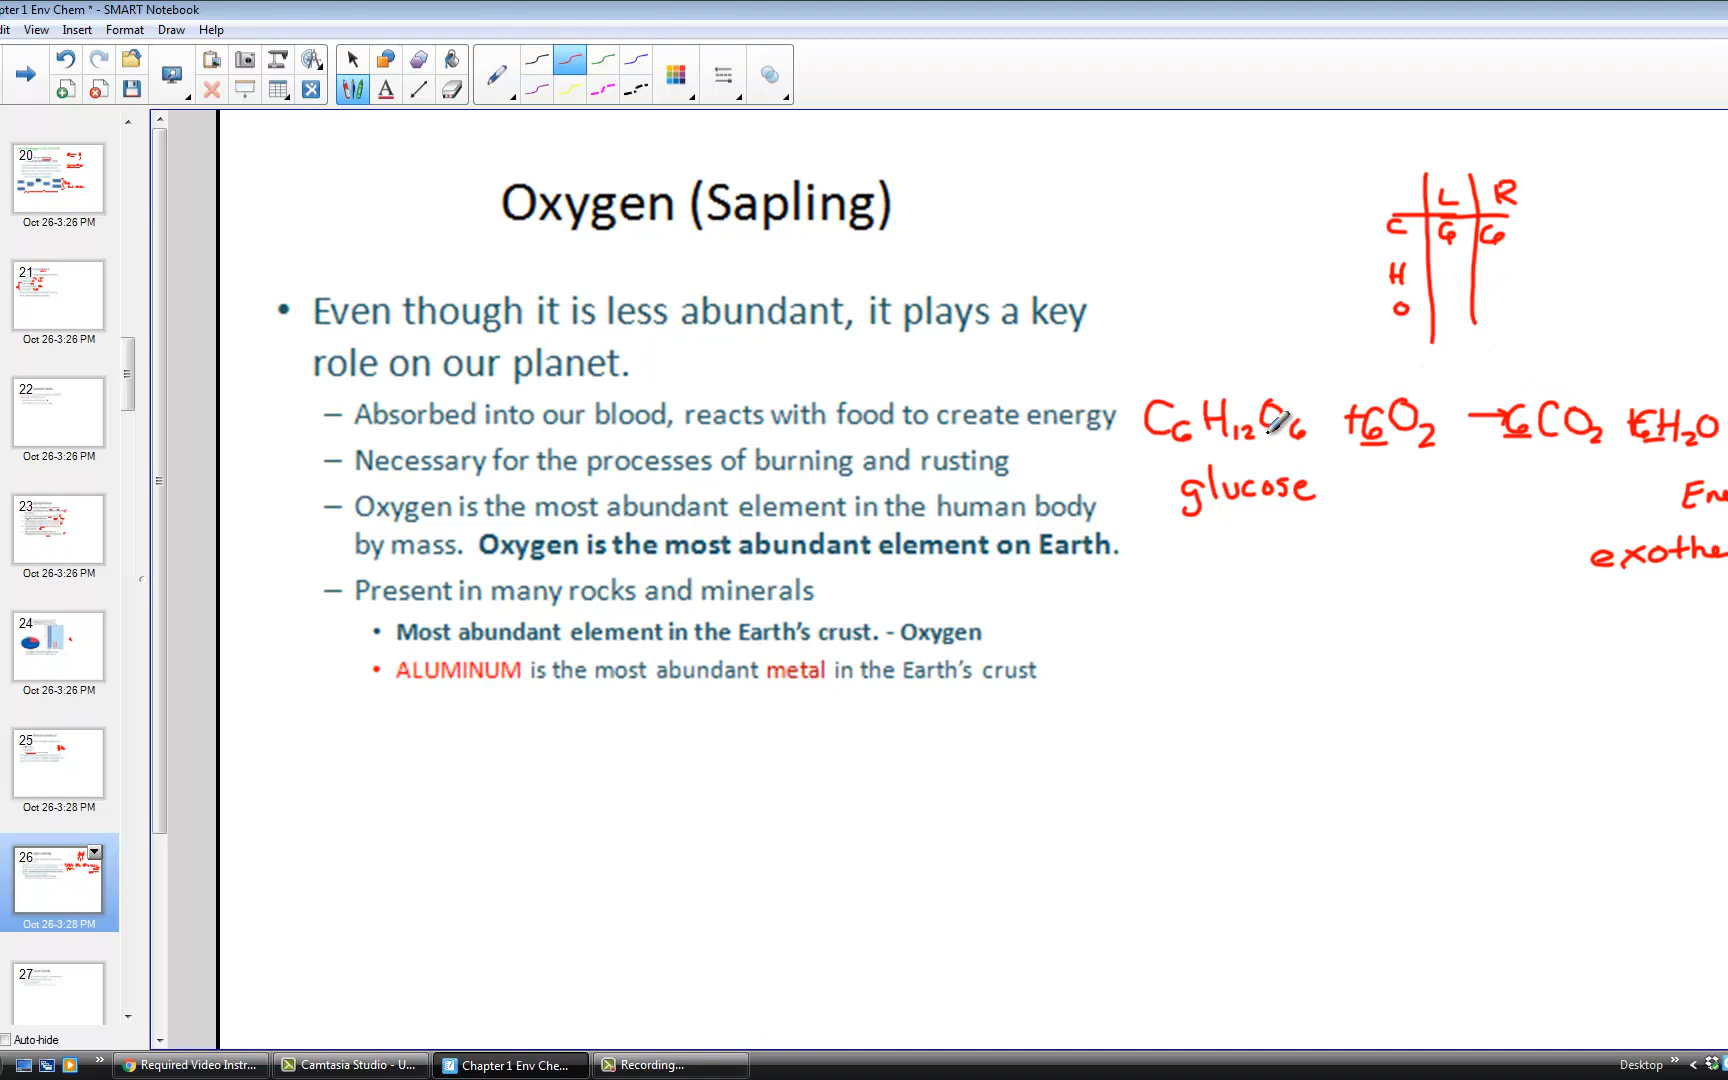 pter 1 Env Chem * - SMART Notebook
dit View Insert Format Draw Help
20
Oct 26-3:26 PM
21
Oct 26-3:26 PM
22
Oct 26-3:26 PM
23
Oct 26-3:26 PM
24
Oct 26-3:26 PM
25
Oct 26-3:28 PM
26
Oct 26-3:28 PM
27
Auto-hide
Oxygen (Sapling)
• Even though it is less abundant, it plays a key
role on our planet.
– Absorbed into our blood, reacts with food to create energy
– Necessary for the processes of burning and rusting
– Oxygen is the most abundant element in the human body
by mass. Oxygen is the most abundant element on Earth.
– Present in many rocks and minerals
• Most abundant element in the Earth's crust. - Oxygen
• ALUMINUM is the most abundant metal in the Earth's crust
L R
C 6 6
H
O
C₆H₁₂O₆ + 6O₂ → 6CO₂ + 6H₂O
glucose
Ene
exothe
Required Video Instr... Camtasia Studio - U... Chapter 1 Env Che... Recording... Desktop